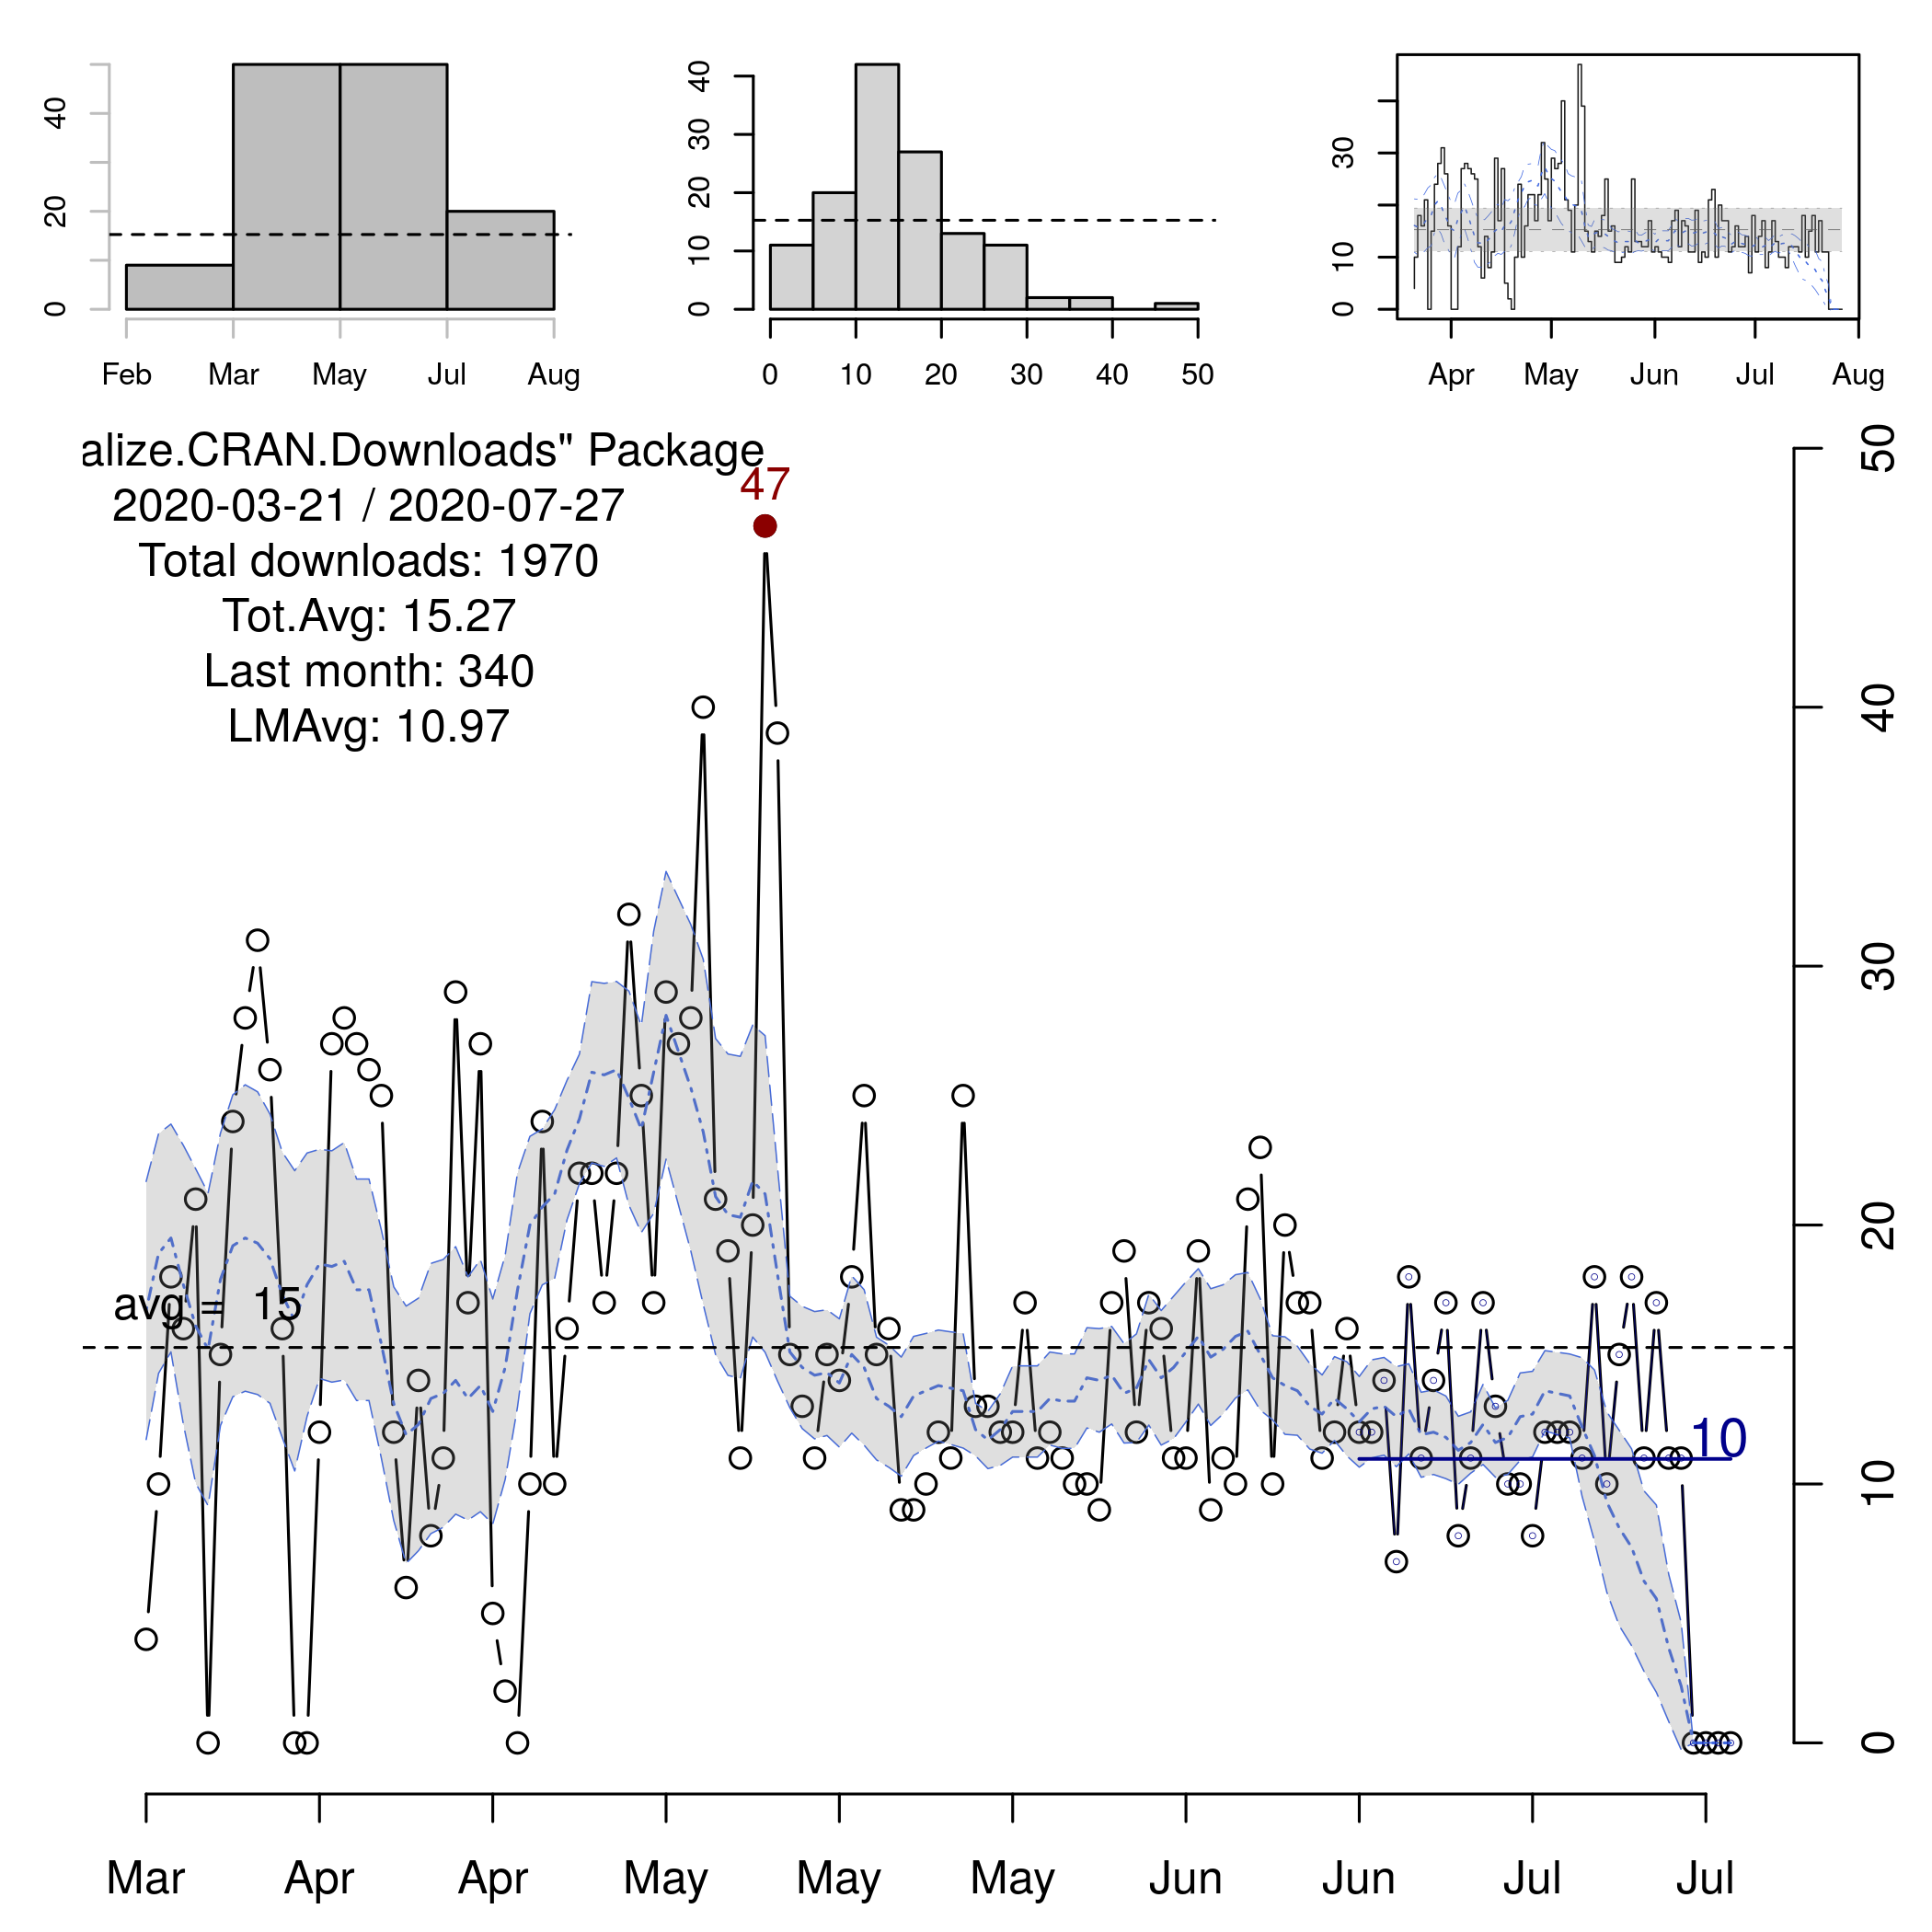 0 20 40
Feb Mar May Jul Aug
0 10 20 30 40
0 10 20 30 40 50
0 10 30
Apr May Jun Jul Aug
alize.CRAN.Downloads" Package
2020-03-21 / 2020-07-27
Total downloads: 1970
Tot.Avg: 15.27
Last month: 340
LMAvg: 10.97
47
avg = 15
10
0 10 20 30 40 50
Mar Apr Apr May May May Jun Jun Jul Jul